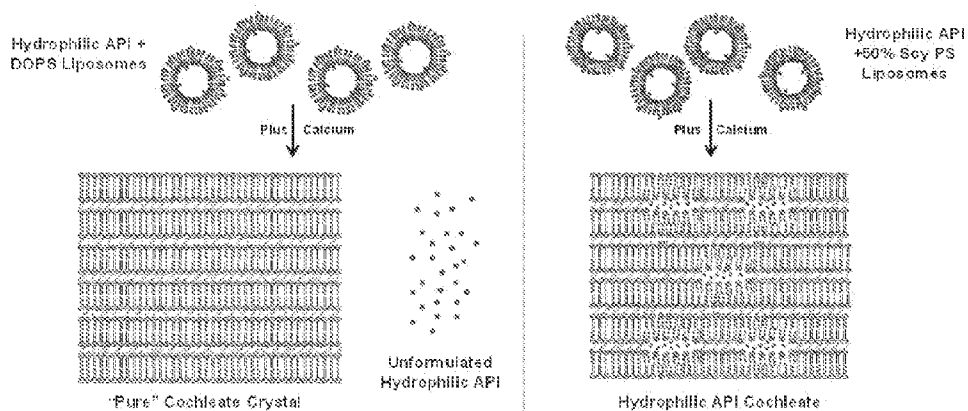 Hydrophilic API +
DOPS Liposomes
Plus Calcium
"Pure" Cochleate Crystal
Unformulated
Hydrophilic API
Hydrophilic API
+50% Soy PS
Liposomes
Plus Calcium
Hydrophilic API Cochleate